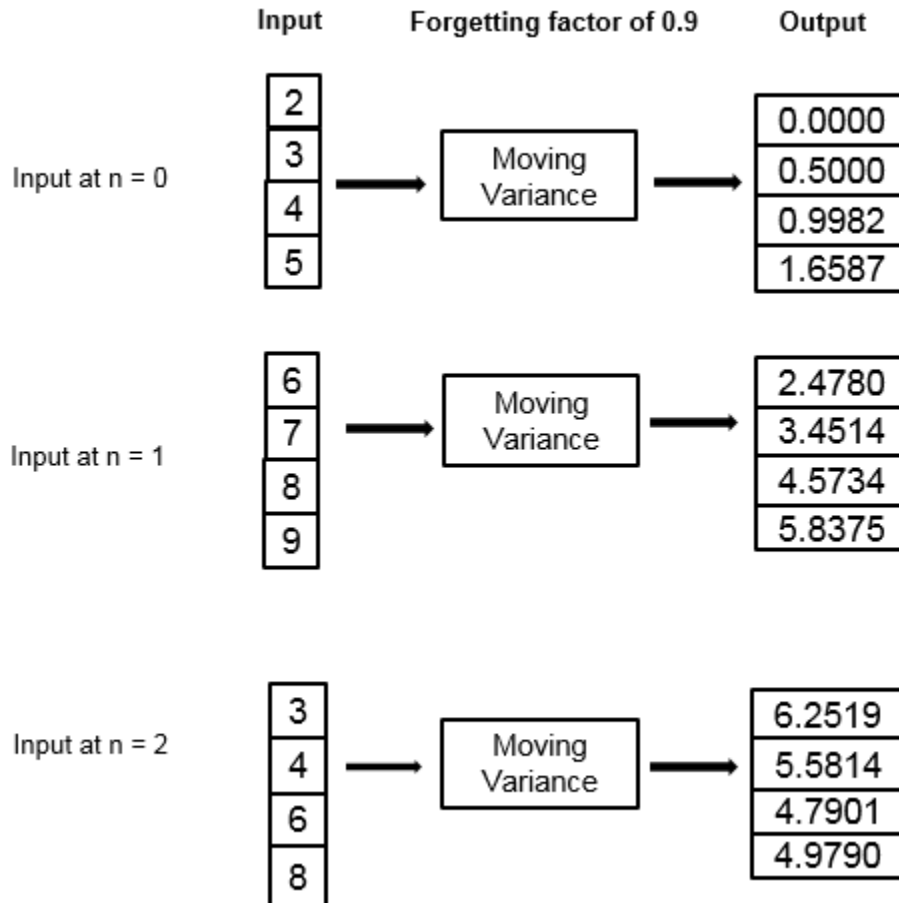 Input Forgetting factor of 0.9 Output
Input at n = 0
2
3
4
5
Moving
Variance
0.0000
0.5000
0.9982
1.6587
Input at n = 1
6
7
8
9
Moving
Variance
2.4780
3.4514
4.5734
5.8375
Input at n = 2
3
4
6
8
Moving
Variance
6.2519
5.5814
4.7901
4.9790